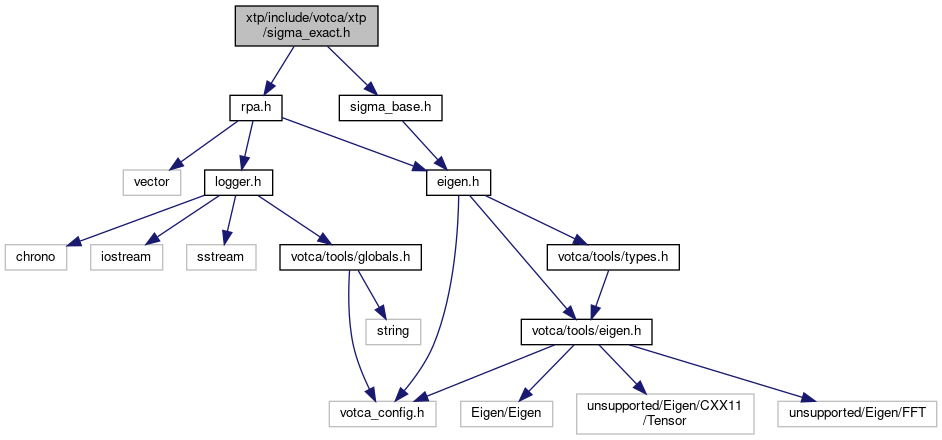 xtp/include/votca/xtp
/sigma_exact.h
rpa.h
sigma_base.h
vector
logger.h
eigen.h
chrono
iostream
sstream
votca/tools/globals.h
votca/tools/types.h
string
votca/tools/eigen.h
votca_config.h
Eigen/Eigen
unsupported/Eigen/CXX11
/Tensor
unsupported/Eigen/FFT